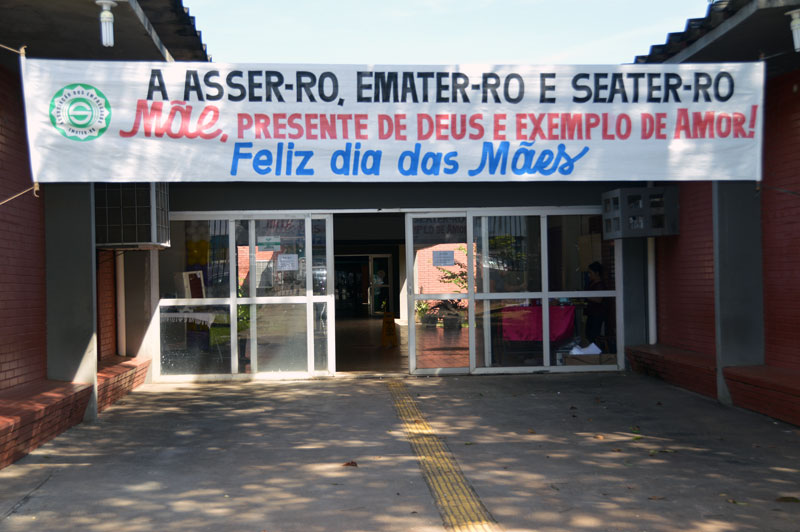 A ASSER-RO, EMATER-RO E SEATER-RO
Mãe, PRESENTE DE DEUS E EXEMPLO DE AMOR!
Feliz dia das Mães